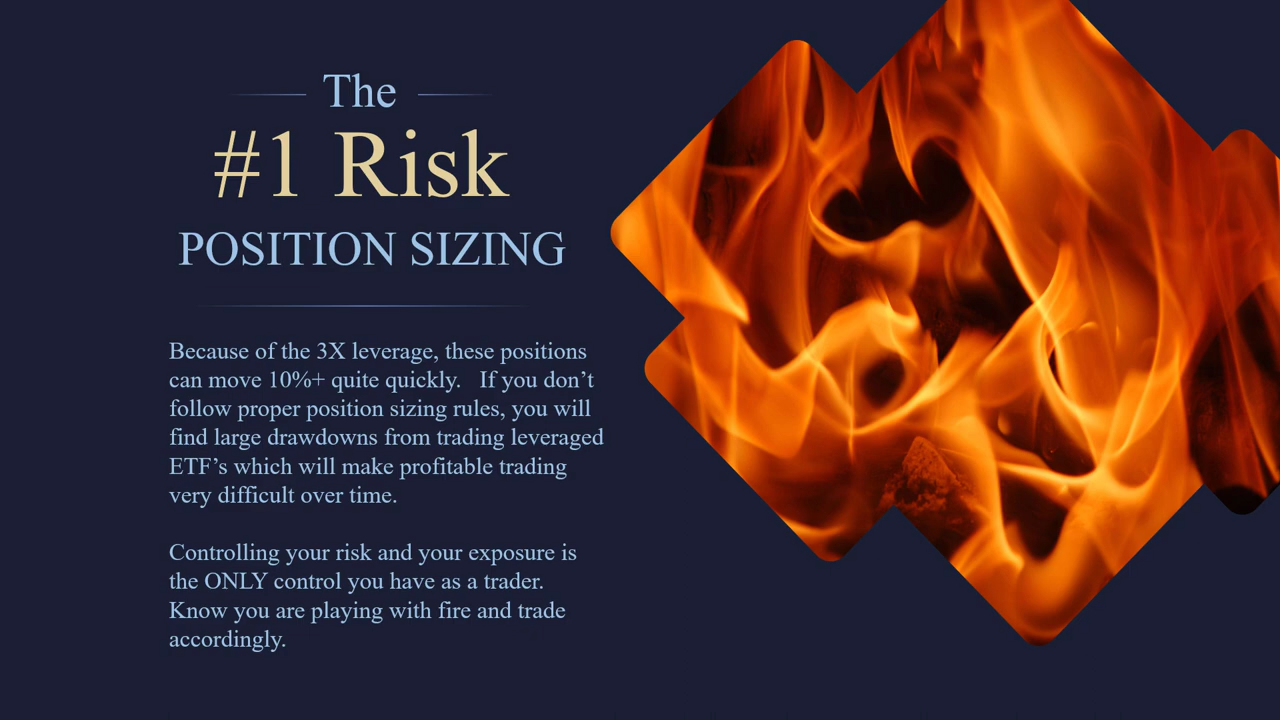 The
#1 Risk
POSITION SIZING
Because of the 3X leverage, these positions
can move 10%+ quite quickly.   If you don’t
follow proper position sizing rules, you will
find large drawdowns from trading leveraged
ETF’s which will make profitable trading
very difficult over time.
Controlling your risk and your exposure is
the ONLY control you have as a trader.
Know you are playing with fire and trade
accordingly.